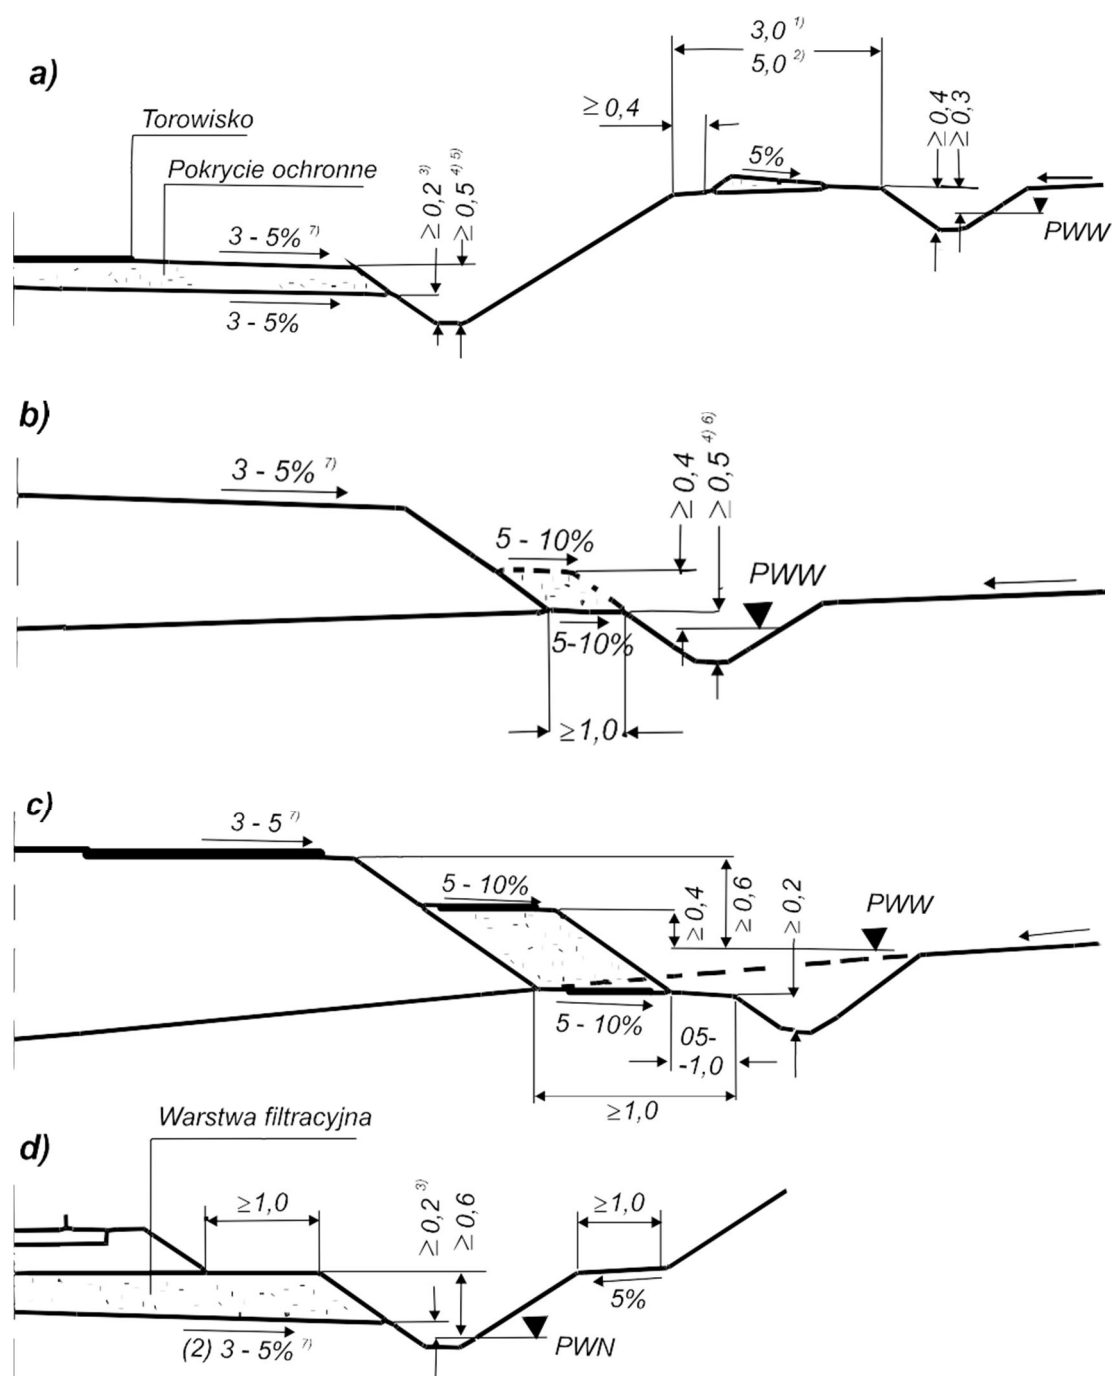 a)
3,0 1)
5,0 2)
≥ 0,4
≥ 0,4
≥ 0,3
Torowisko
Pokrycie ochronne
5%
≥ 0,2 3)
≥ 0,5 4) 5)
3 - 5% 7)
PWW
3 - 5%
b)
3 - 5% 7)
≥ 0,4
≥ 0,5 4) 6)
5 - 10%
PWW
5-10%
≥1,0
c)
3 - 5 7)
5 - 10%
≥ 0,4
≥ 0,6
≥ 0,2
PWW
5 - 10%
05-
-1,0
≥1,0
Warstwa filtracyjna
d)
≥1,0
≥ 0,2 3)
≥ 0,6
≥1,0
5%
(2) 3 - 5% 7)
PWN